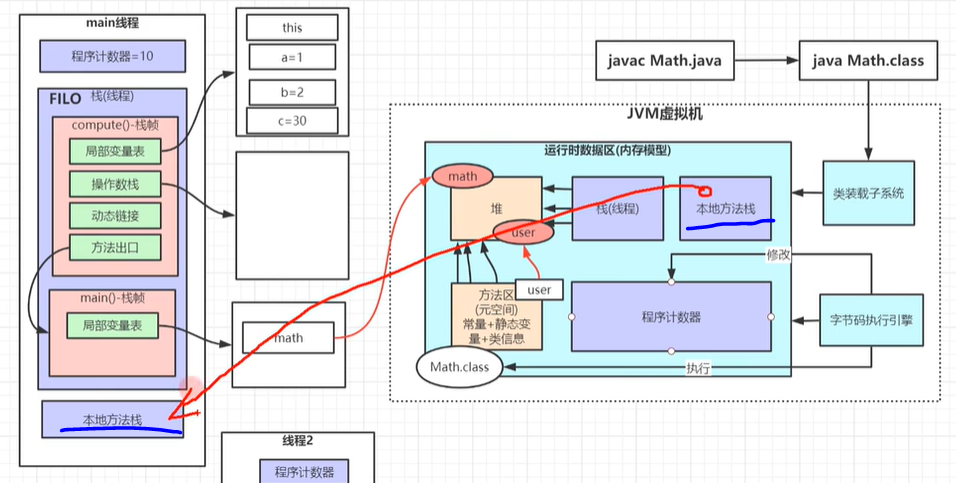 main线程
程序计数器=10
FILO
栈(线程)
compute()-栈帧
局部变量表
操作数栈
动态链接
方法出口
main()-栈帧
局部变量表
本地方法栈
this
a=1
b=2
c=30
math
线程2
程序计数器
javac Math.java
java Math.class
JVM虚拟机
运行时数据区(内存模型)
math
堆
user
栈(线程)
本地方法栈
类装载子系统
修改
user
方法区
(元空间)
常量+静态变
量+类信息
程序计数器
字节码执行引擎
Math.class
执行